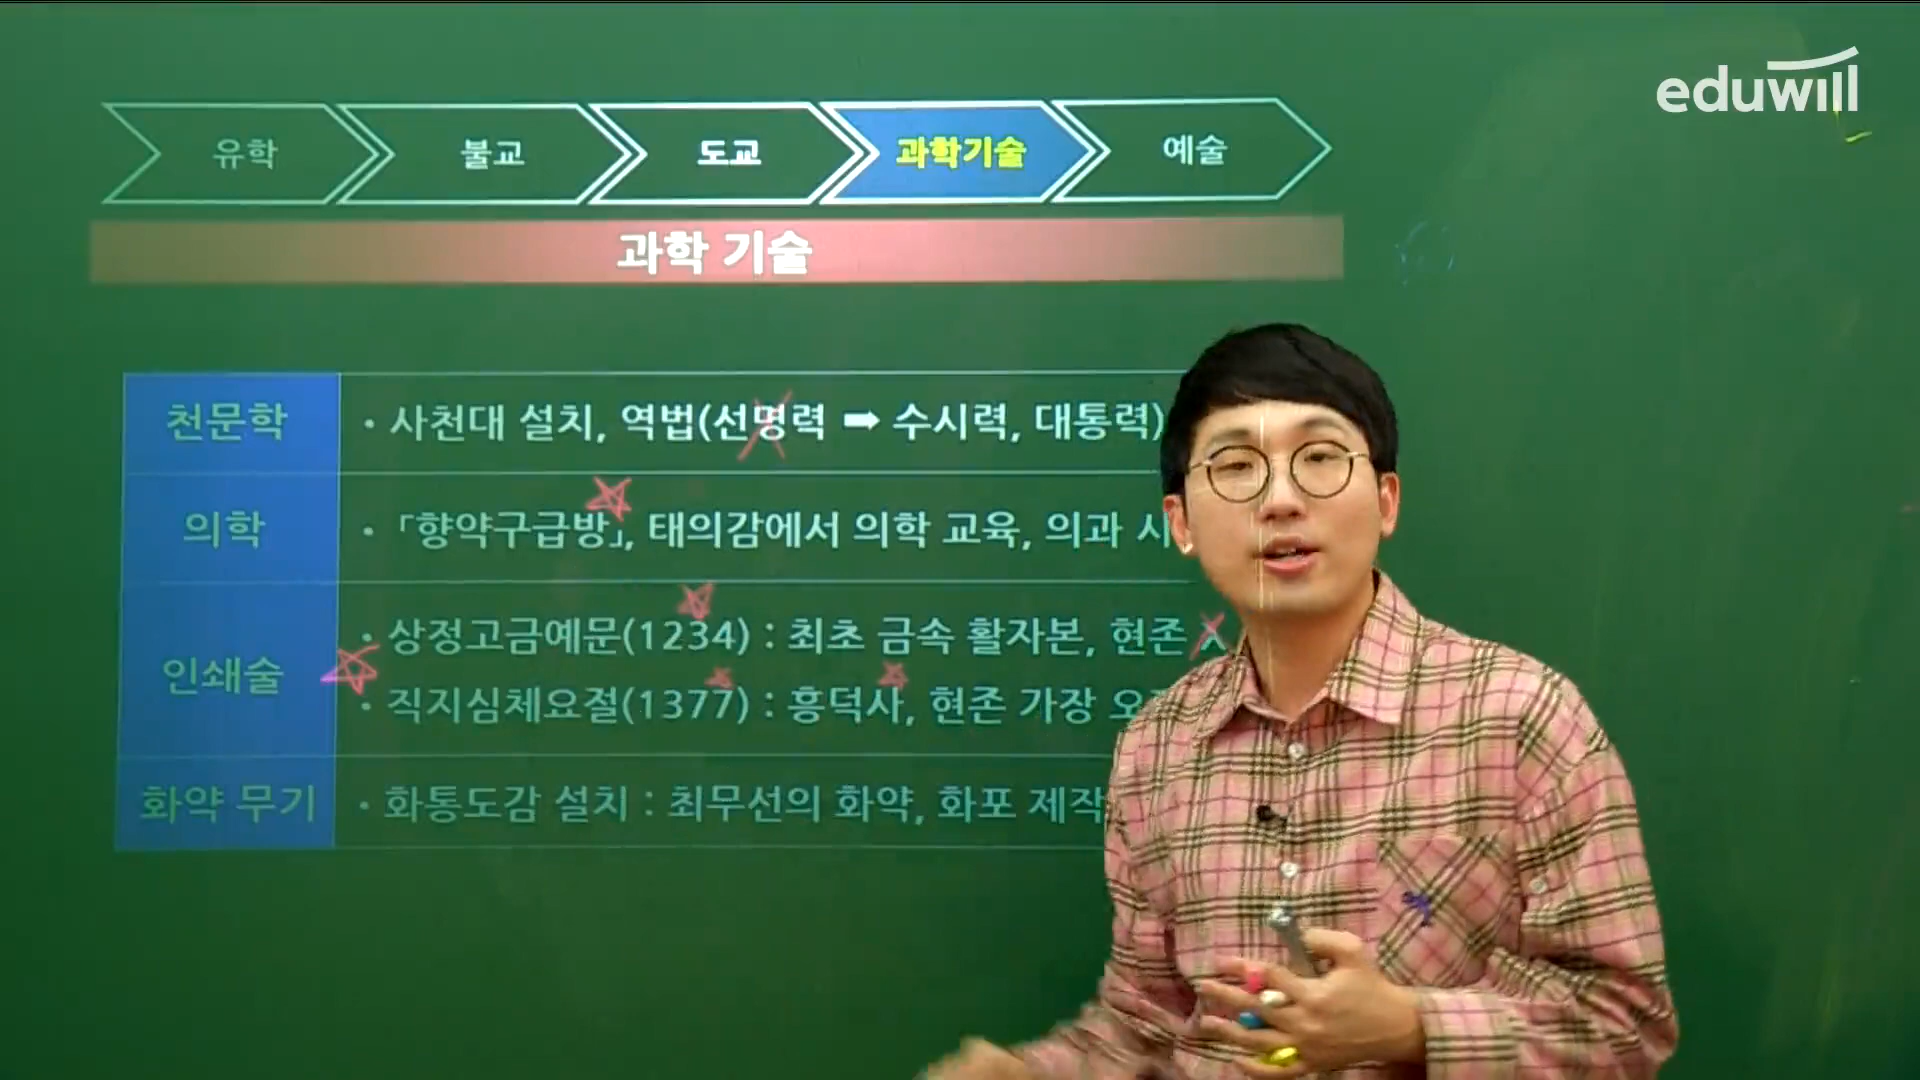 eduwill
유학
불교
도교
과학기술
예술
과학 기술
천문학
• 사천대 설치, 역법(선명력 ➡ 수시력, 대통력)
의학
• 「향약구급방」, 태의감에서 의학 교육, 의과
인쇄술
• 상정고금예문(1234) : 최초 금속 활자본, 현존 X
• 직지심체요절(1377) : 흥덕사, 현존 가장
화약 무기
• 화통도감 설치 : 최무선의 화약, 화포 제작